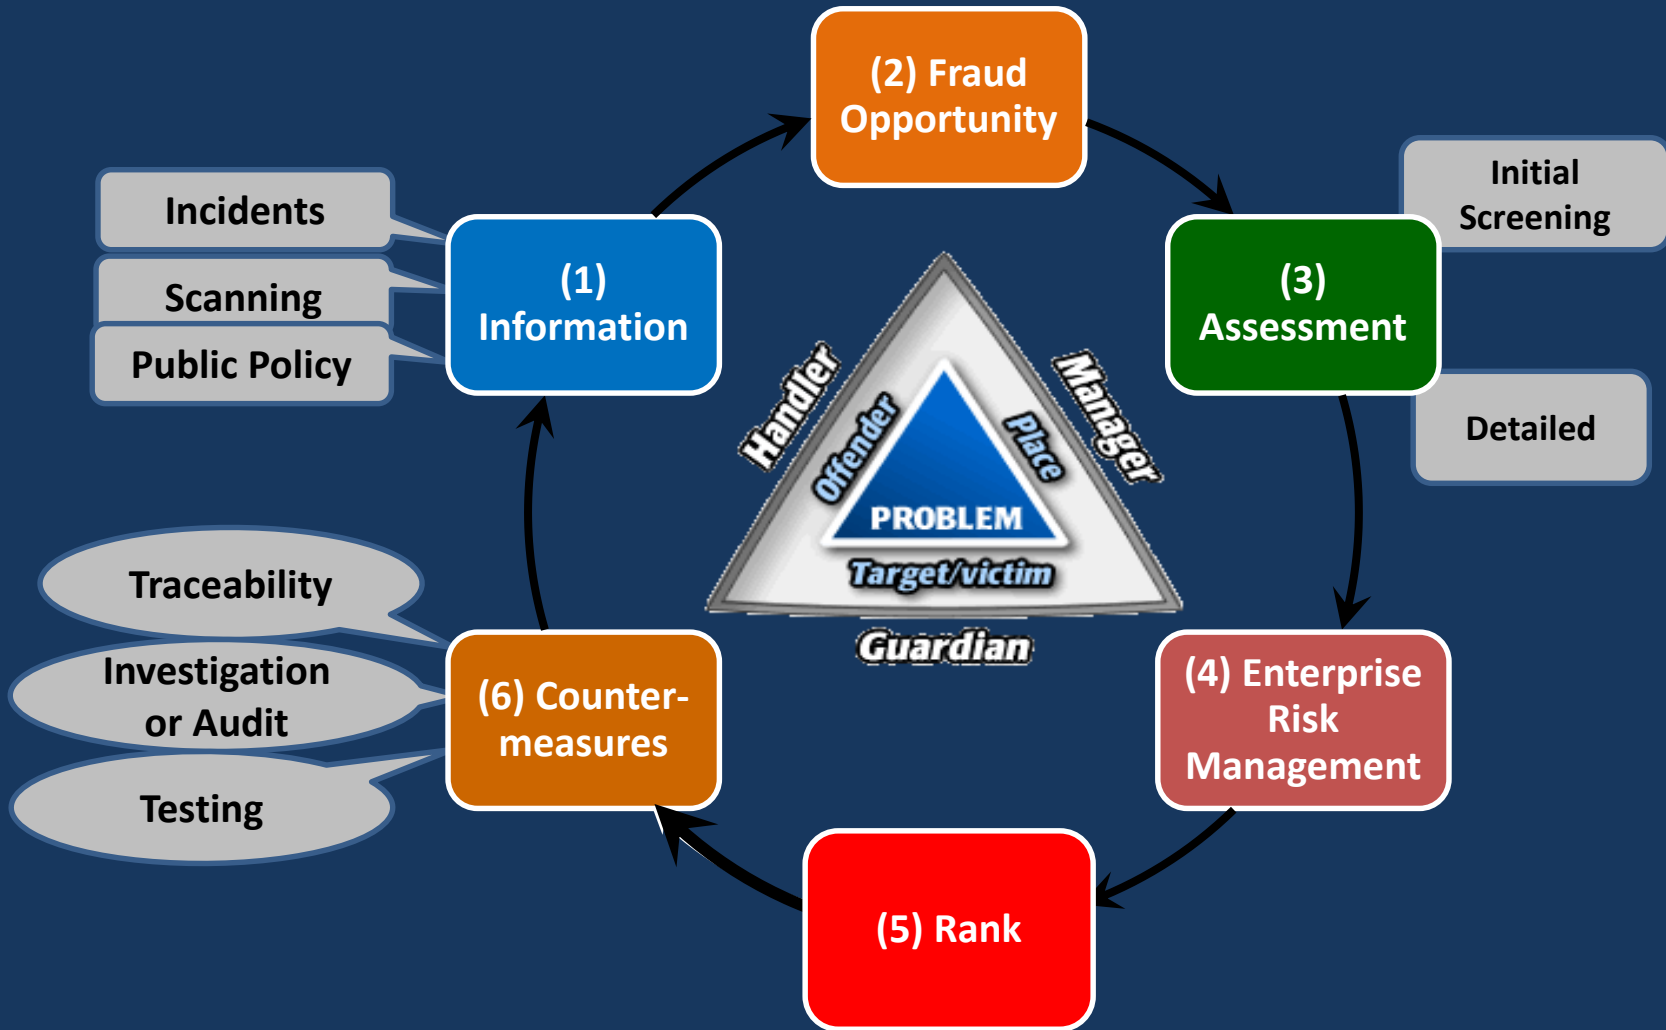 (2) Fraud
Opportunity
Initial
Screening
Incidents
Scanning
Public Policy
(1)
Information
(3)
Assessment
Detailed
Handler
Manager
Offender
Place
PROBLEM
Target/victim
Guardian
Traceability
Investigation
or Audit
Testing
(6) Counter-
measures
(4) Enterprise
Risk
Management
(5) Rank